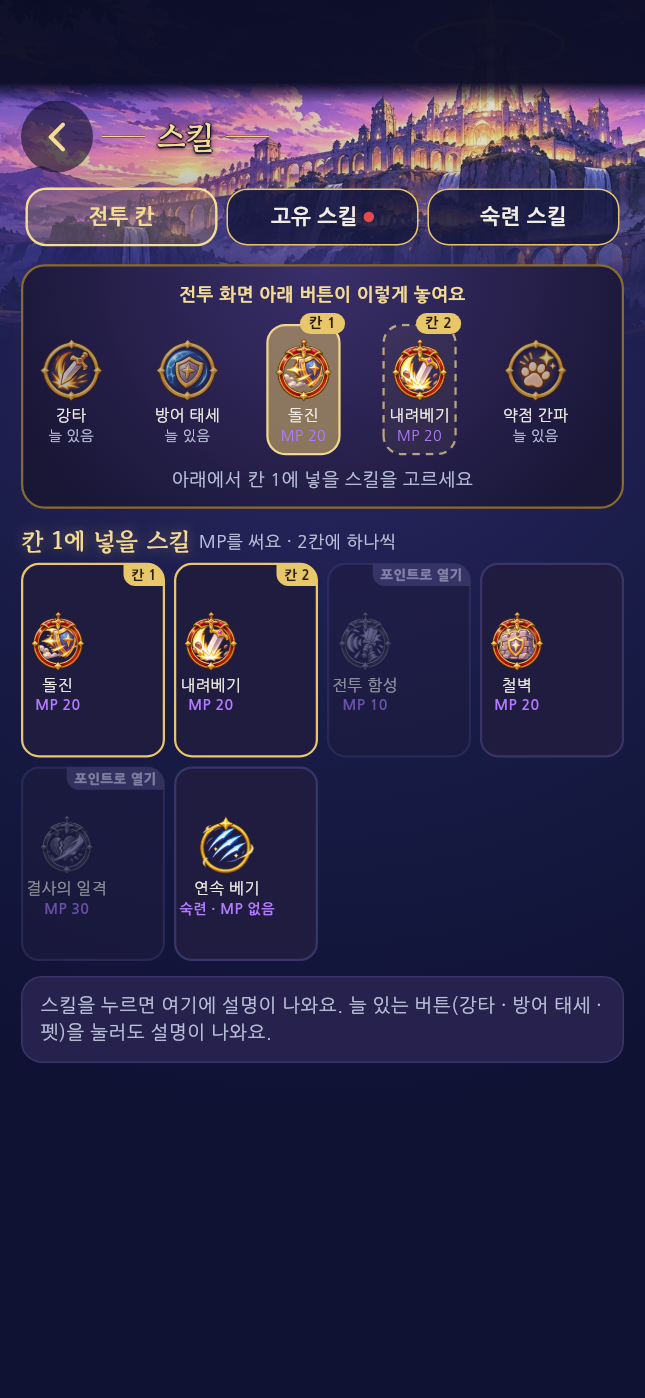 스킬
전투 칸
고유 스킬
숙련 스킬
전투 화면 아래 버튼이 이렇게 놓여요
칸 1
칸 2
강타
늘 있음
방어 태세
늘 있음
돌진
MP 20
내려베기
MP 20
약점 간파
늘 있음
아래에서 칸 1에 넣을 스킬을 고르세요
칸 1에 넣을 스킬 MP를 써요 · 2칸에 하나씩
칸 1
돌진
MP 20
칸 2
내려베기
MP 20
포인트로 열기
전투 함성
MP 10
철벽
MP 20
포인트로 열기
결사의 일격
MP 30
연속 베기
숙련 · MP 없음
스킬을 누르면 여기에 설명이 나와요. 늘 있는 버튼(강타 · 방어 태세 ·
펫)을 눌러도 설명이 나와요.